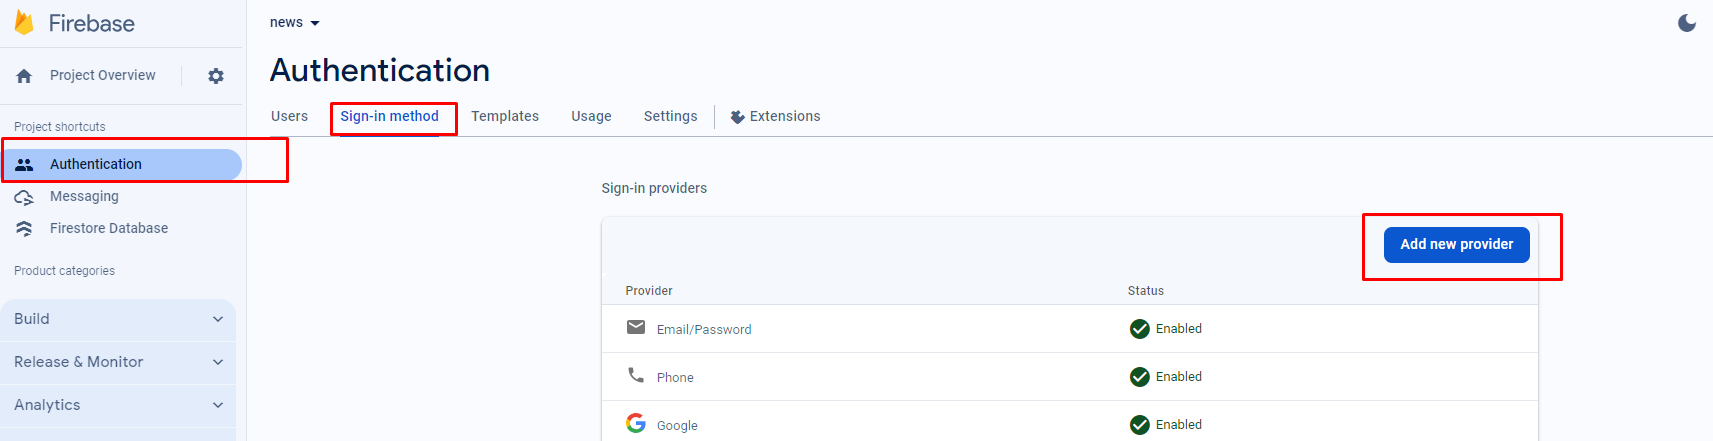 Firebase
Project Overview
Project shortcuts
Authentication
Messaging
Firestore Database
Product categories
Build
Release & Monitor
Analytics
news
Authentication
Users Sign-in method Templates Usage Settings Extensions
Sign-in providers
Add new provider
Provider Status
Email/Password Enabled
Phone Enabled
Google Enabled